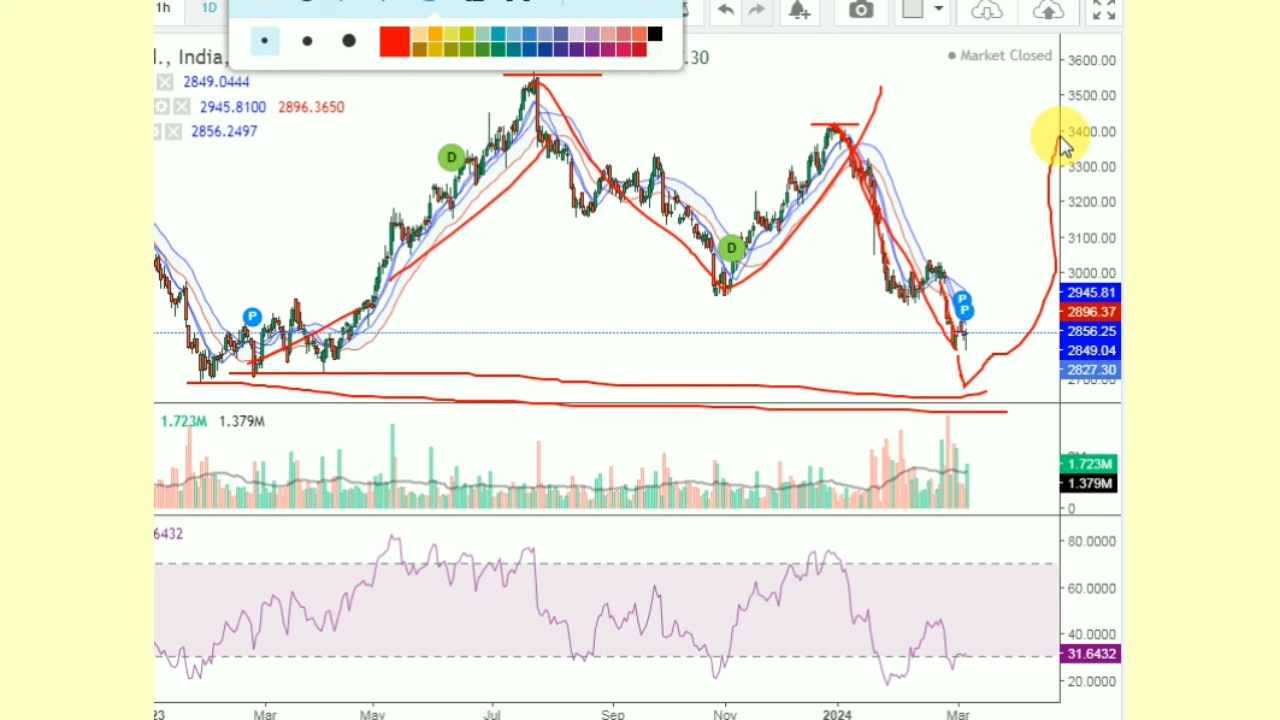 1h 1D
I., India, .30
Market Closed
2849.0444
2945.8100 2896.3650
2856.2497
D
D
P
P
P
3600.00
3500.00
3400.00
3300.00
3200.00
3100.00
3000.00
2945.81
2896.37
2856.25
2849.04
2827.30
2700.00
1.723M 1.379M
1.723M
1.379M
0
6432
80.0000
60.0000
40.0000
31.6432
20.0000
23 Mar May Jul Sep Nov 2024 Mar